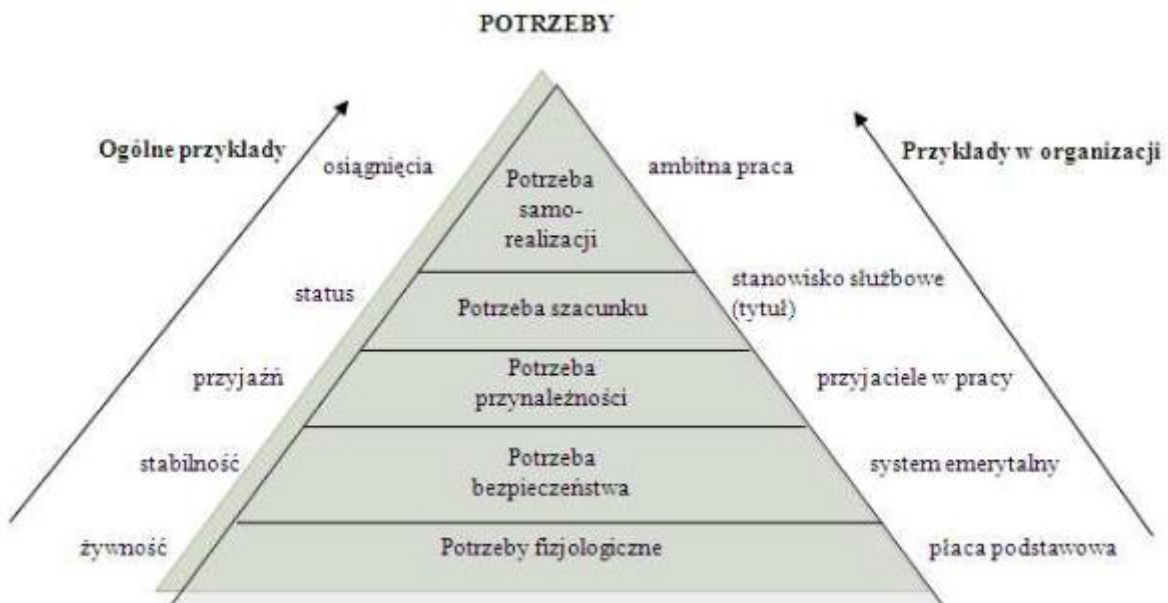 POTRZEBY
Ogólne przykłady
Przykłady w organizacji
osiągnięcia
Potrzeba
samo-
realizacji
ambitna praca
status
Potrzeba szacunku
stanowisko służbowe
(tytuł)
przyjaźń
Potrzeba
przynależności
przyjaciele w pracy
stabilność
Potrzeba
bezpieczeństwa
system emerytalny
żywność
Potrzeby fizjologiczne
płaca podstawowa